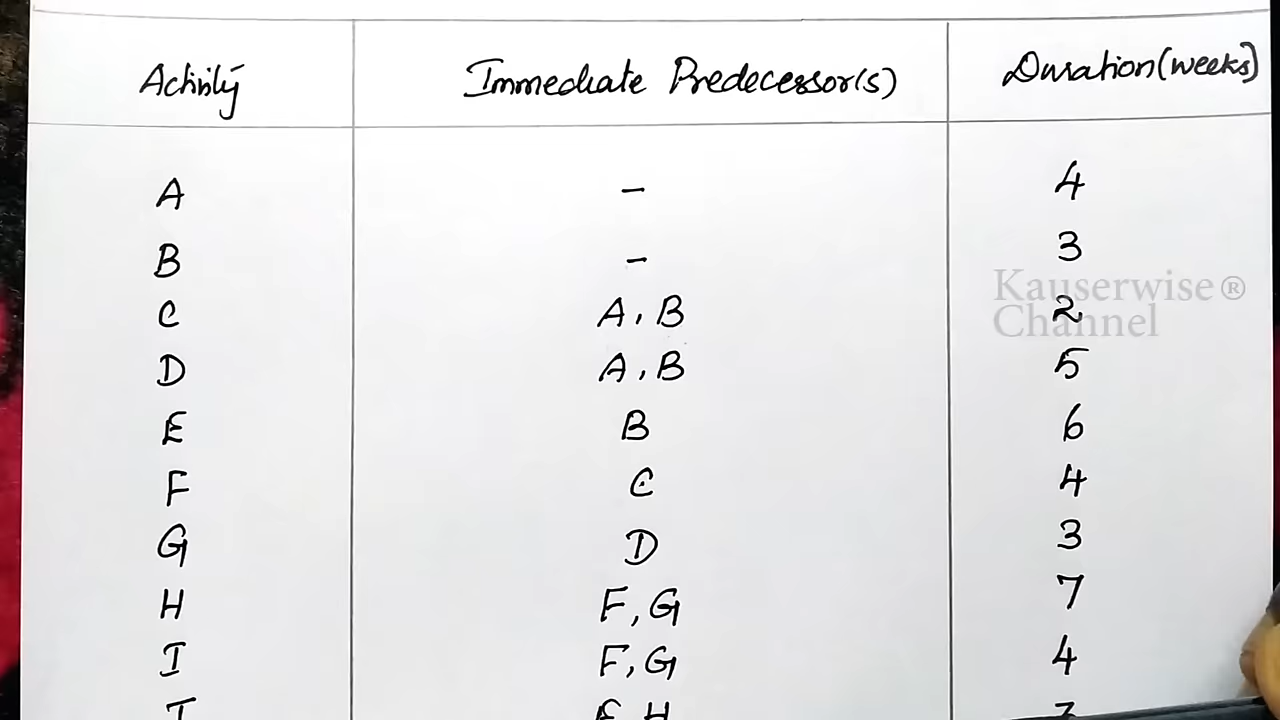 Activity Immediate Predecessor(s) Duration(weeks)
A - 4
B - 3
Kauserwise®
C A, B 2
Channel
D A, B 5
E B 6
F C 4
G D 3
H F, G 7
I F, G 4